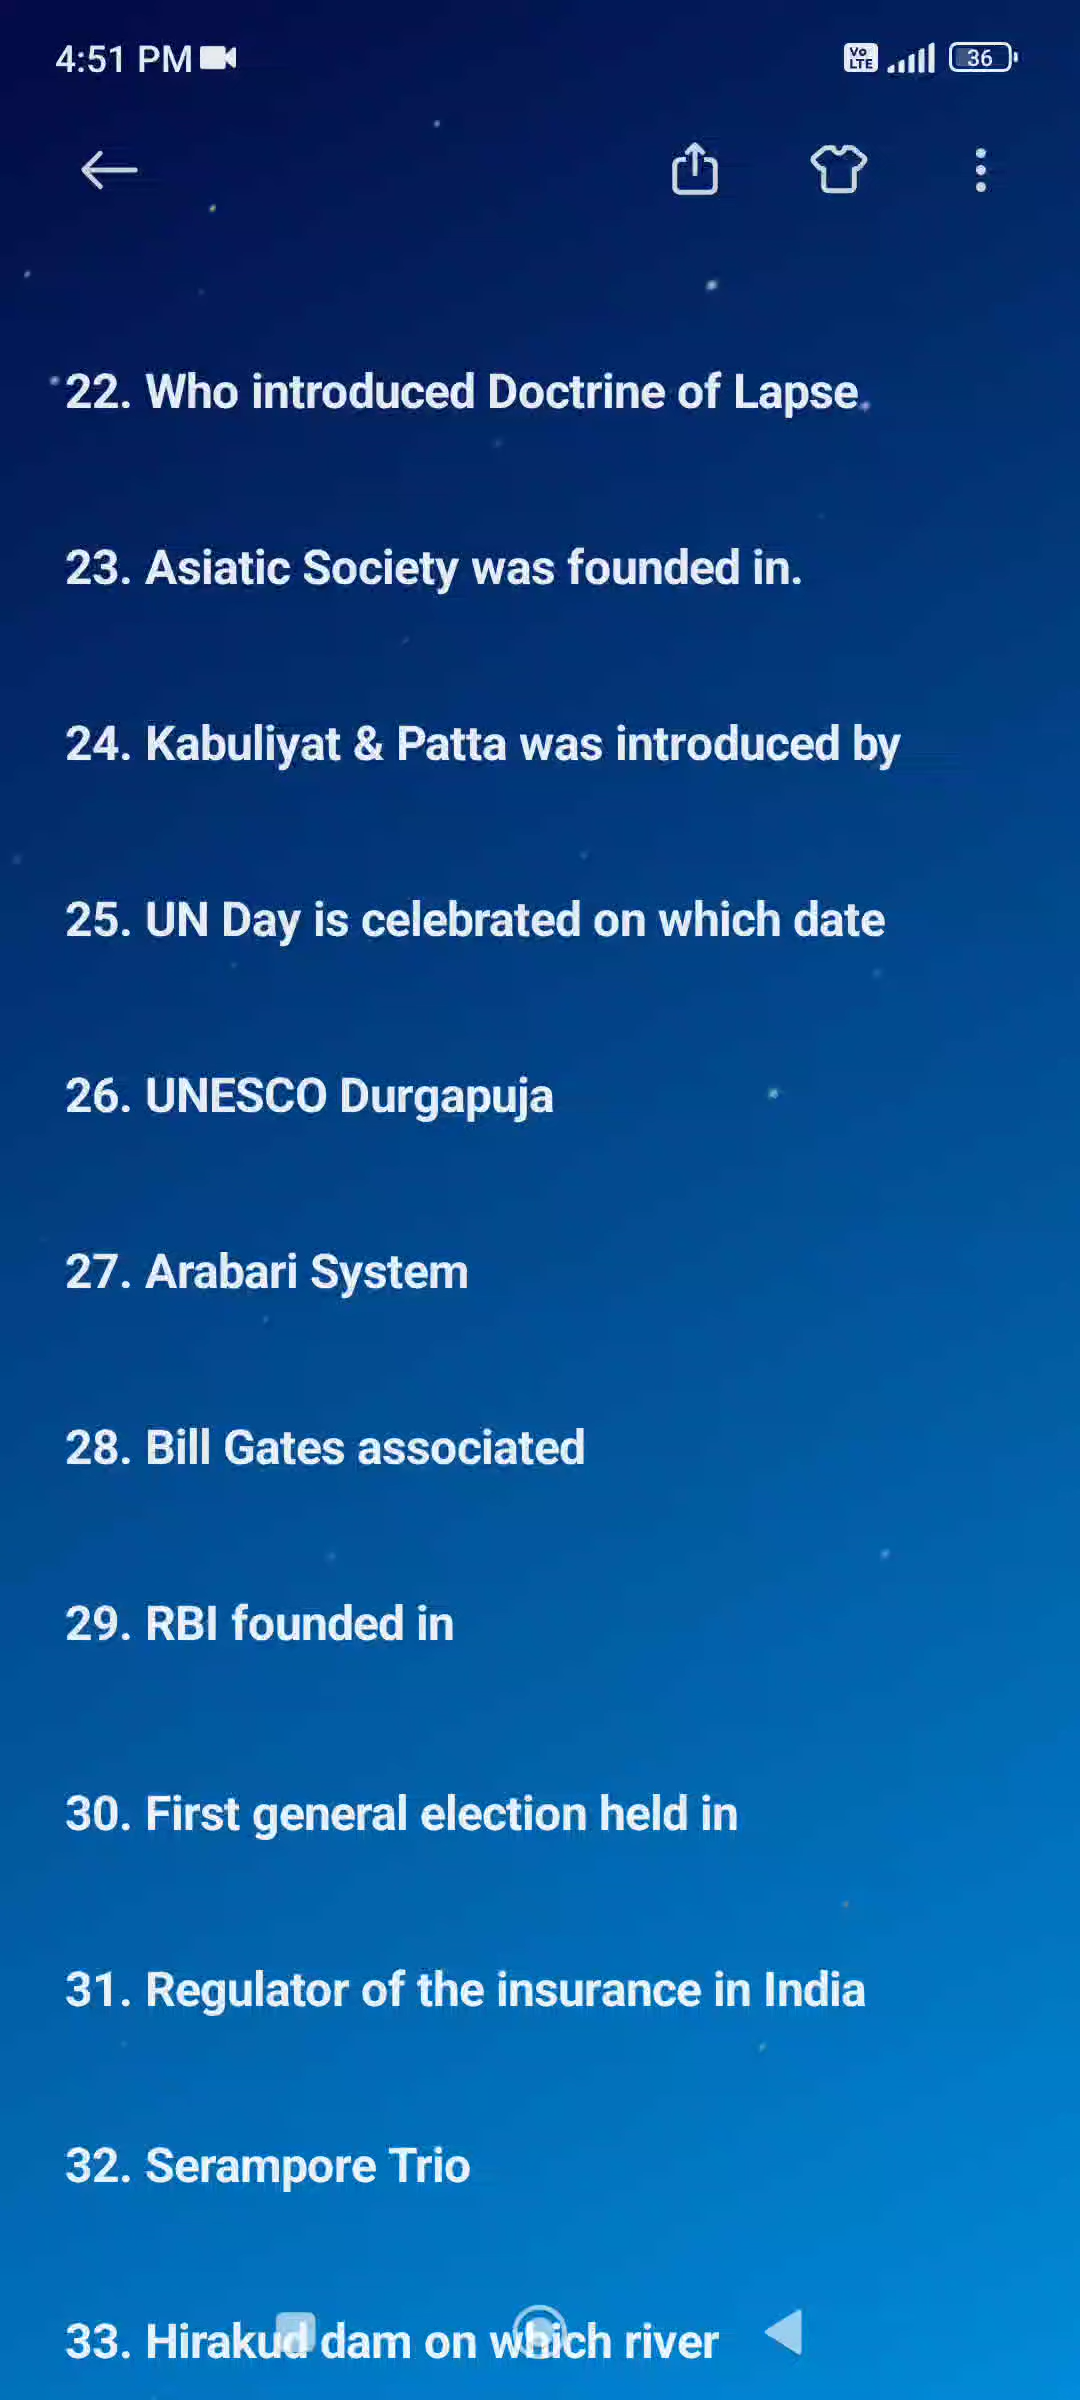 4:51 PM
Vo LTE
36
22. Who introduced Doctrine of Lapse.
23. Asiatic Society was founded in.
24. Kabuliyat & Patta was introduced by
25. UN Day is celebrated on which date
26. UNESCO Durgapuja
27. Arabari System
28. Bill Gates associated
29. RBI founded in
30. First general election held in
31. Regulator of the insurance in India
32. Serampore Trio
33. Hirakud dam on which river